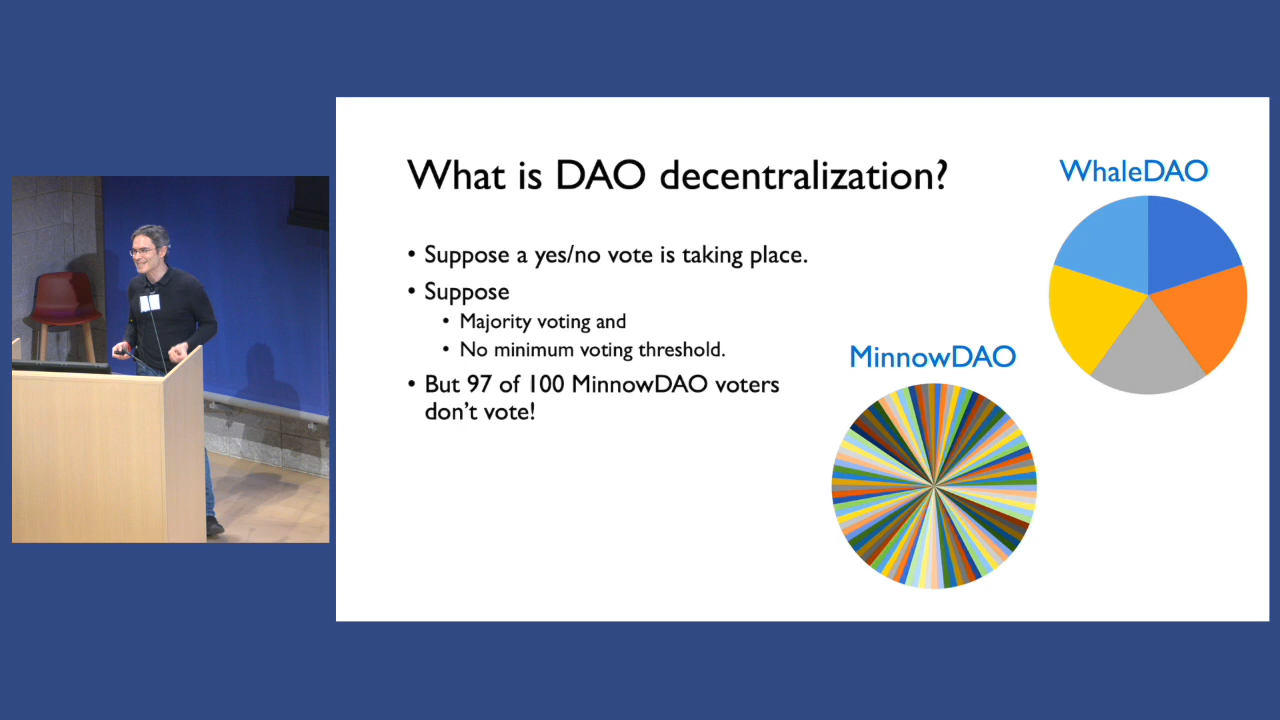 What is DAO decentralization?
• Suppose a yes/no vote is taking place.
• Suppose
• Majority voting and
• No minimum voting threshold.
• But 97 of 100 MinnowDAO voters
don't vote!
WhaleDAO
MinnowDAO